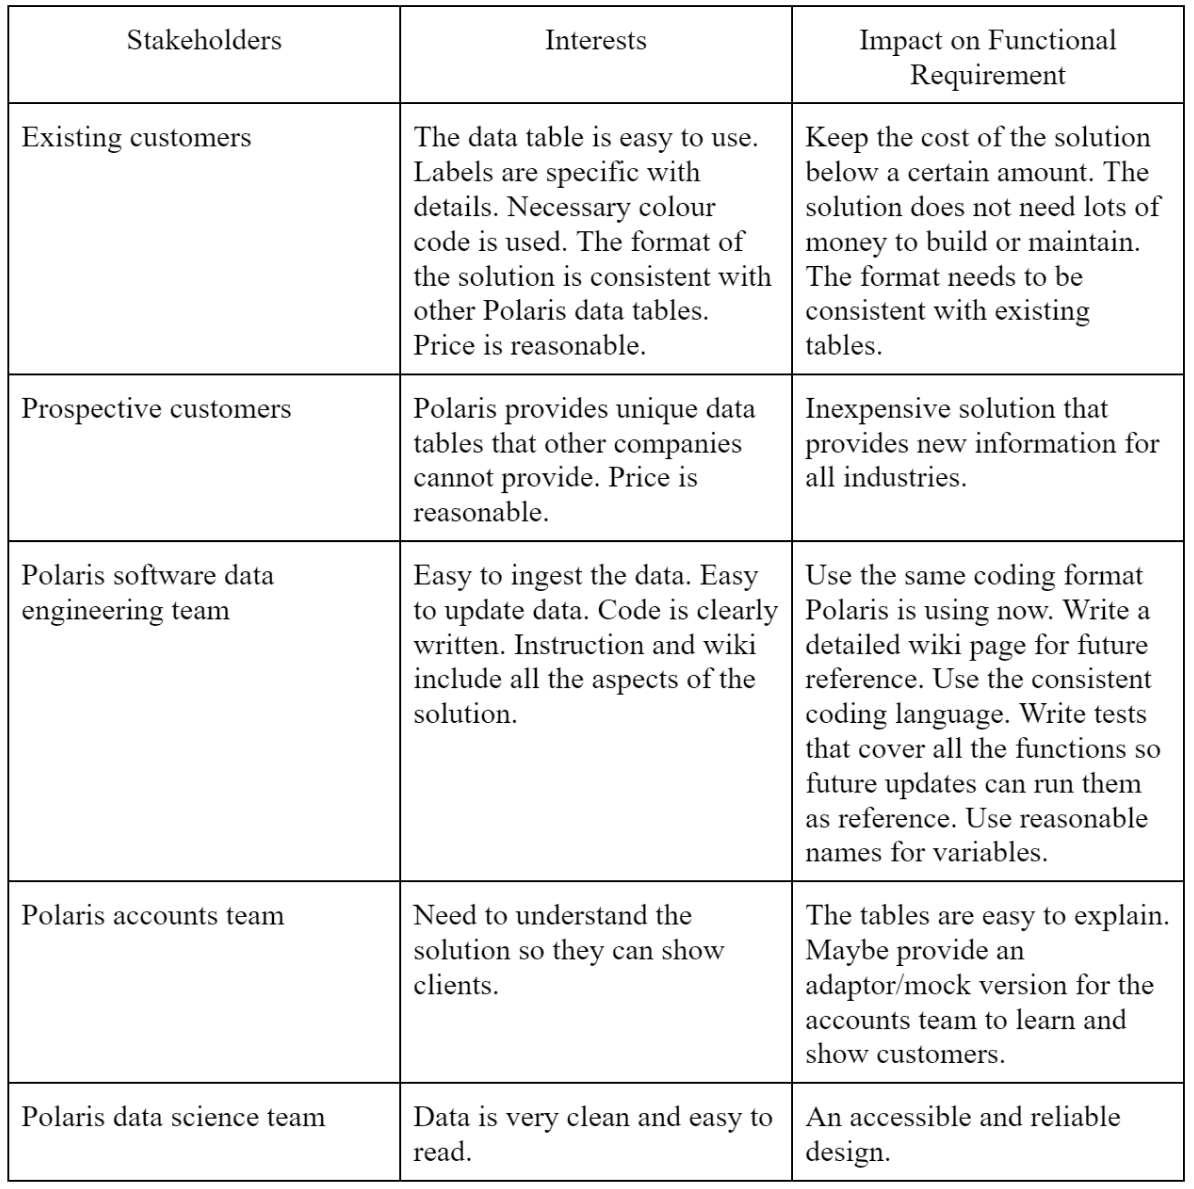 Stakeholders
Interests
Impact on Functional
Requirement
Existing customers
The data table is easy to use.
Labels are specific with
details. Necessary colour
code is used. The format of
the solution is consistent with
other Polaris data tables.
Price is reasonable.
Keep the cost of the solution
below a certain amount. The
solution does not need lots of
money to build or maintain.
The format needs to be
consistent with existing
tables.
Prospective customers
Polaris provides unique data
tables that other companies
cannot provide. Price is
reasonable.
Inexpensive solution that
provides new information for
all industries.
Polaris software data
engineering team
Easy to ingest the data. Easy
to update data. Code is clearly
written. Instruction and wiki
include all the aspects of the
solution.
Use the same coding format
Polaris is using now. Write a
detailed wiki page for future
reference. Use the consistent
coding language. Write tests
that cover all the functions so
future updates can run them
as reference. Use reasonable
names for variables.
Polaris accounts team
Need to understand the
solution so they can show
clients.
The tables are easy to explain.
Maybe provide an
adaptor/mock version for the
accounts team to learn and
show customers.
Polaris data science team
Data is very clean and easy to
read.
An accessible and reliable
design.